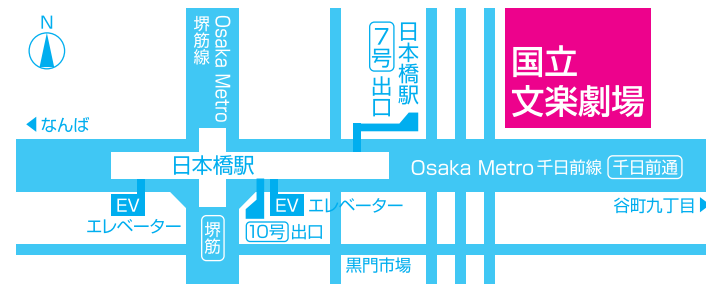 N
堺筋線
Osaka Metro
7号出口
日本橋駅
国立
文楽劇場
なんば
日本橋駅
Osaka Metro 千日前線 千日前通
EV
エレベーター
堺筋
10号出口
EV エレベーター
谷町九丁目
黒門市場